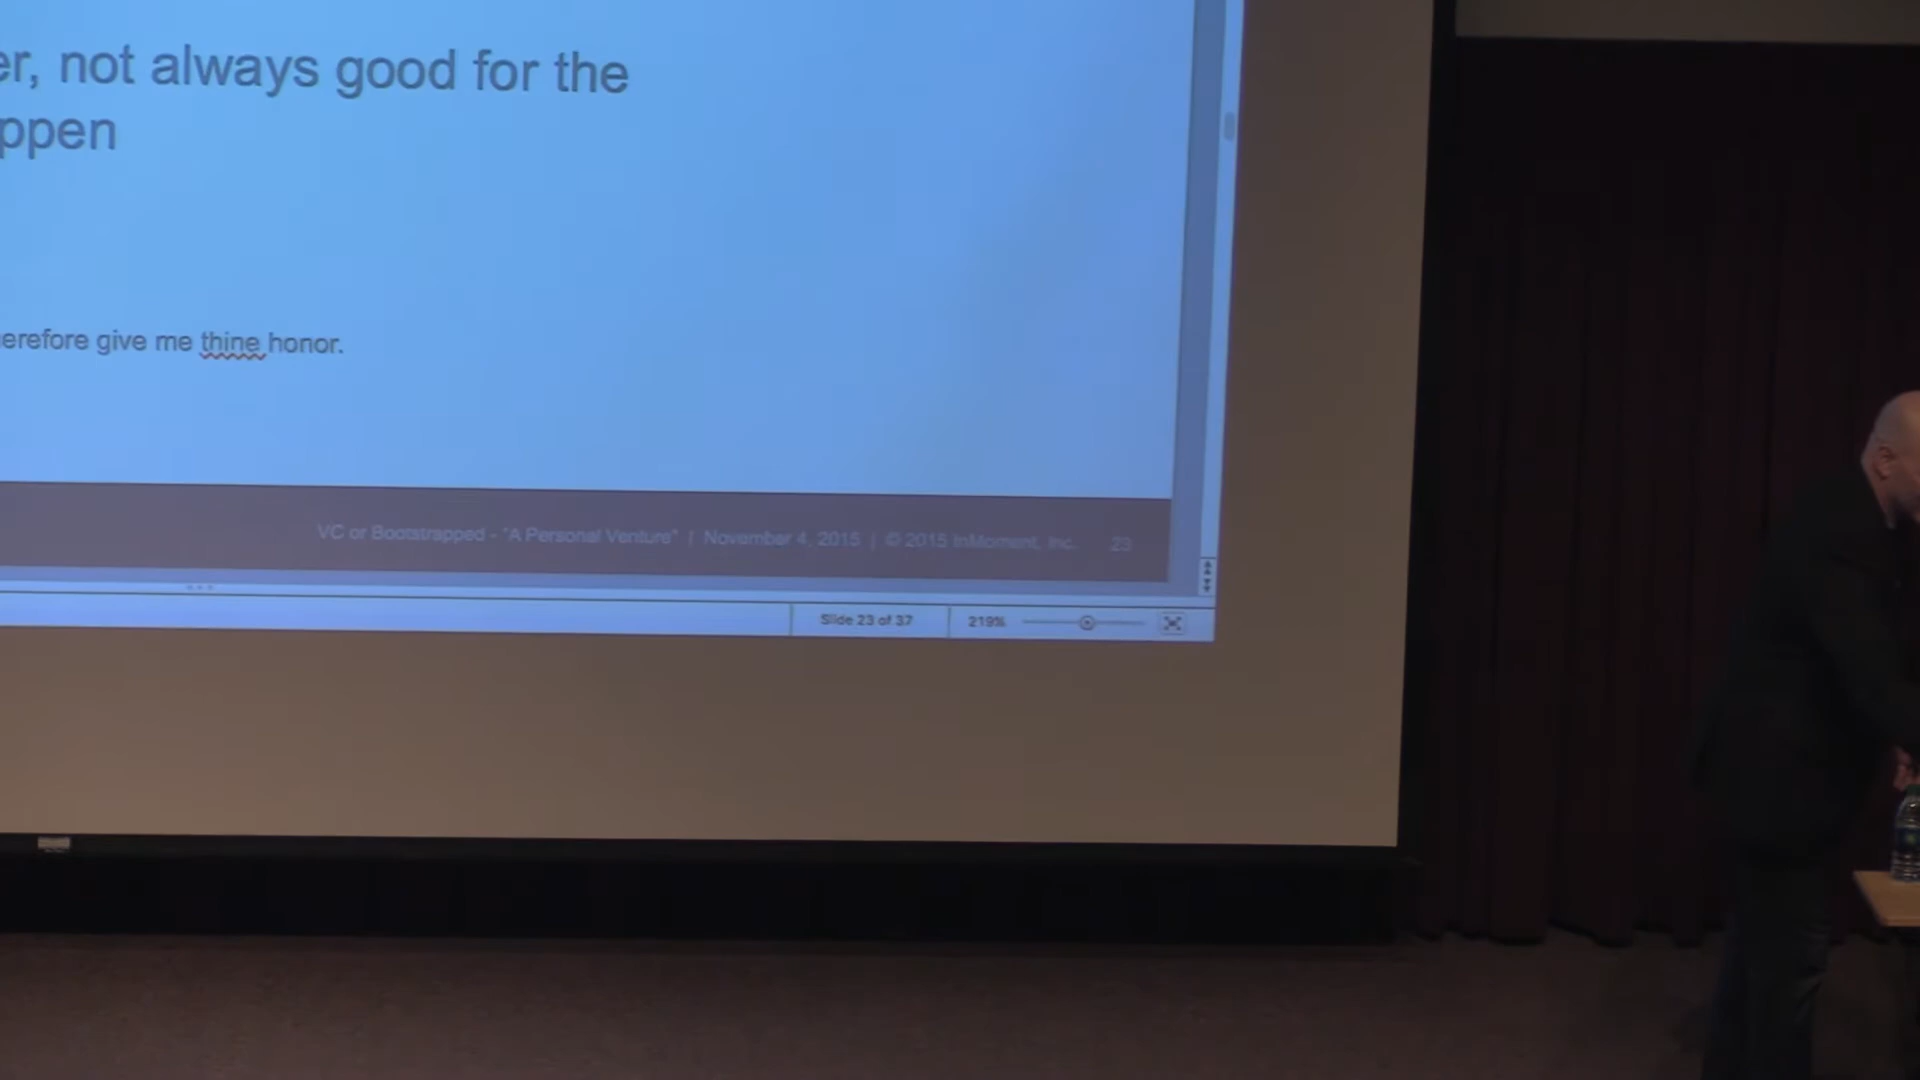 er, not always good for the
ppen
erefore give me thine honor.
VC or Bootstrapped - "A Personal Venture" | November 4, 2015 | © 2015 InMoment, Inc. 23
Slide 23 of 37 219%